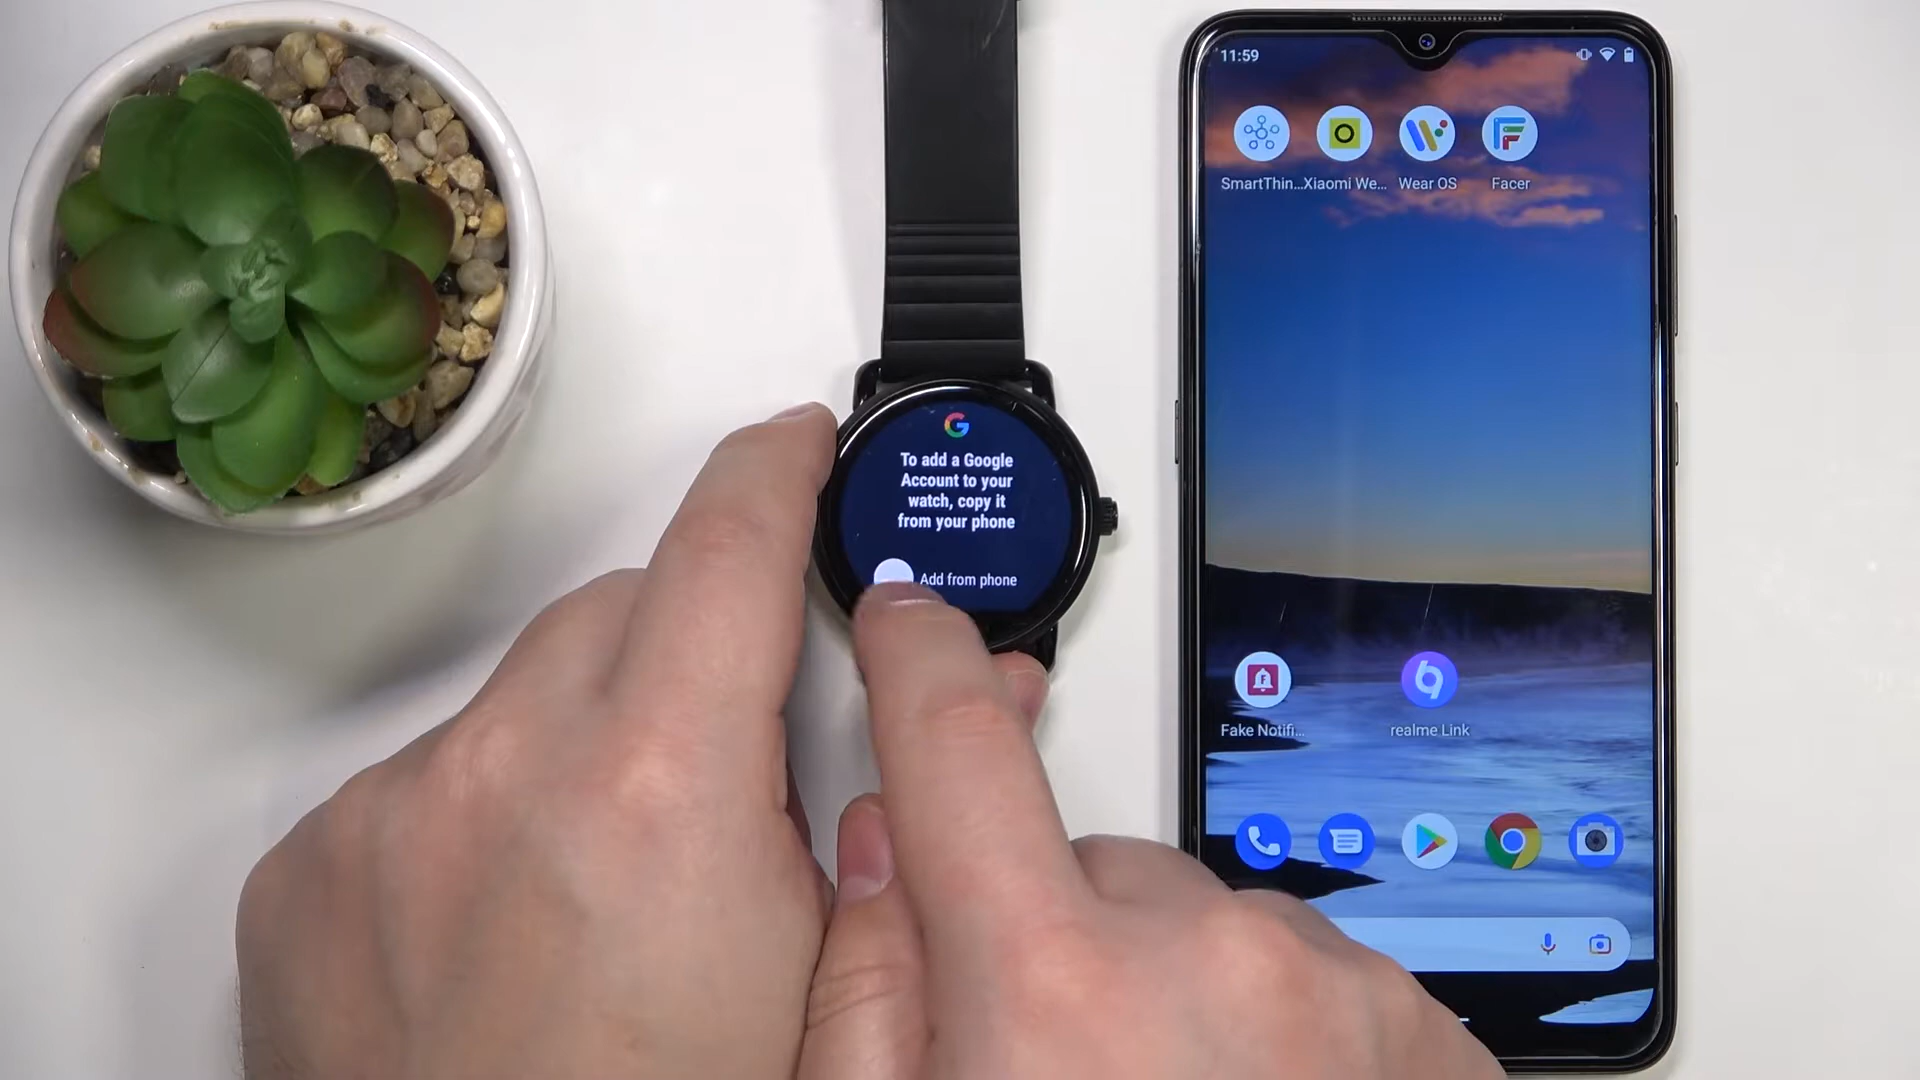 To add a Google
Account to your
watch, copy it
from your phone
Add from phone
11:59
SmartThin... Xiaomi We... Wear OS Facer
Fake Notifi... realme Link